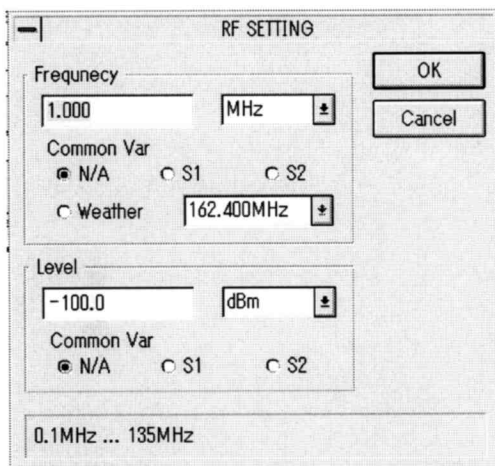 RF SETTING
Frequnecy
OK
1.000 MHz
Cancel
Common Var
N/A S1 S2
Weather 162.400MHz
Level
-100.0 dBm
Common Var
N/A S1 S2
0.1MHz ... 135MHz